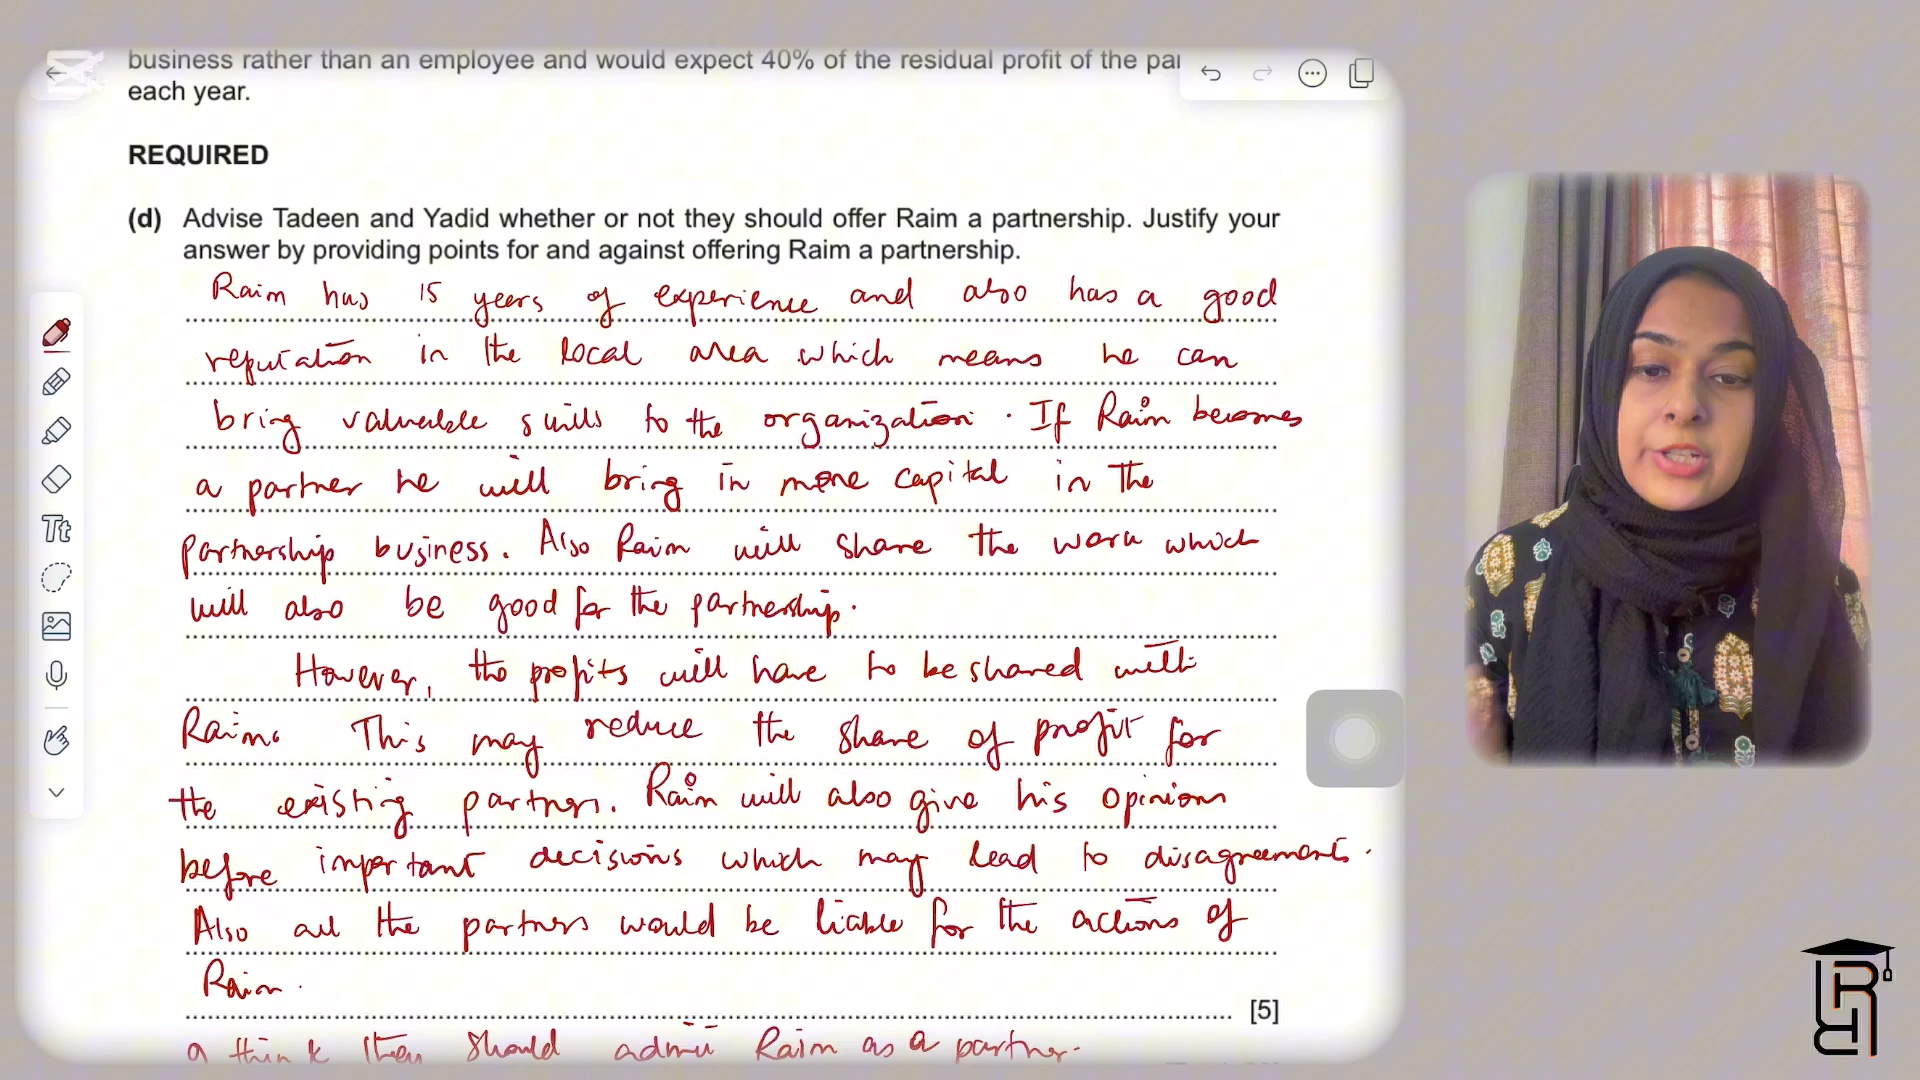 business rather than an employee and would expect 40% of the residual profit of the par
each year.
REQUIRED
(d) Advise Tadeen and Yadid whether or not they should offer Raim a partnership. Justify your
answer by providing points for and against offering Raim a partnership.
Raim has 15 years of experience and also has a good
reputation in the local area which means he can
bring valuable skills to the organization. If Raim becomes
a partner he will bring in more capital in the
partnership business. Also Raim will share the work which
will also be good for the partnership.
However, the profits will have to be shared with
Raim. This may reduce the share of profit for
the existing partners. Raim will also give his opinions
before important decisions which may lead to disagreements.
Also all the partners would be liable for the actions of
Raim.
[5]
I think they should admit Raim as a partner.
Tt